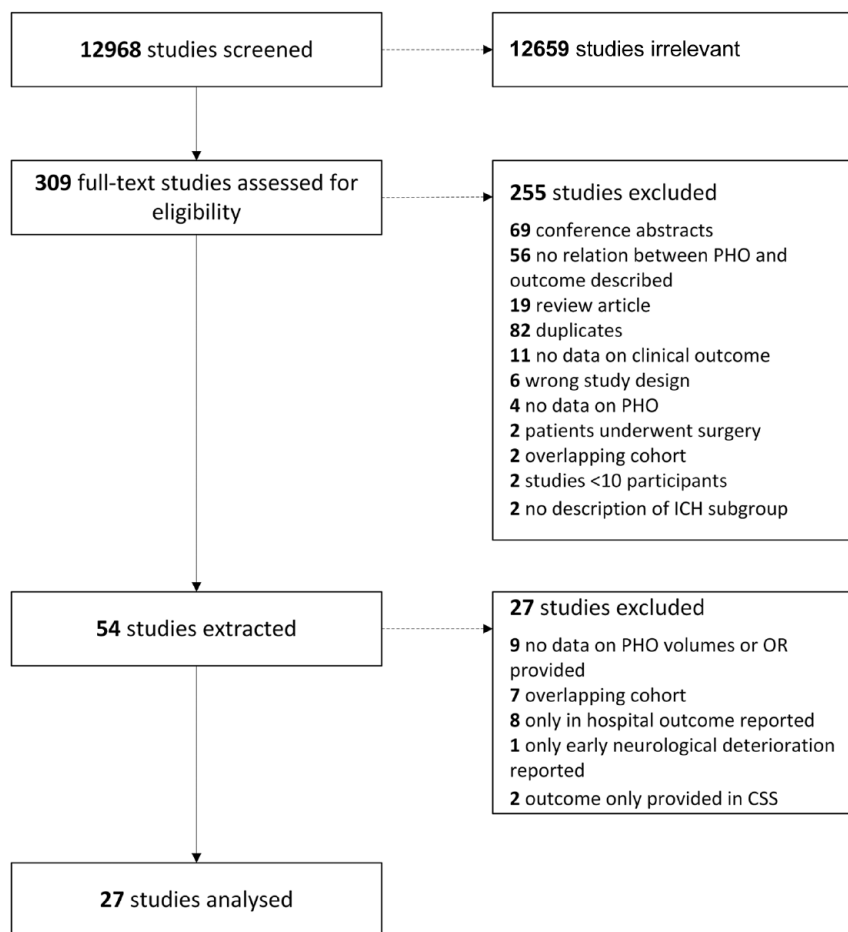 12968 studies screened
12659 studies irrelevant
309 full-text studies assessed for
eligibility
255 studies excluded
69 conference abstracts
56 no relation between PHO and
outcome described
19 review article
82 duplicates
11 no data on clinical outcome
6 wrong study design
4 no data on PHO
2 patients underwent surgery
2 overlapping cohort
2 studies <10 participants
2 no description of ICH subgroup
54 studies extracted
27 studies excluded
9 no data on PHO volumes or OR
provided
7 overlapping cohort
8 only in hospital outcome reported
1 only early neurological deterioration
reported
2 outcome only provided in CSS
27 studies analysed